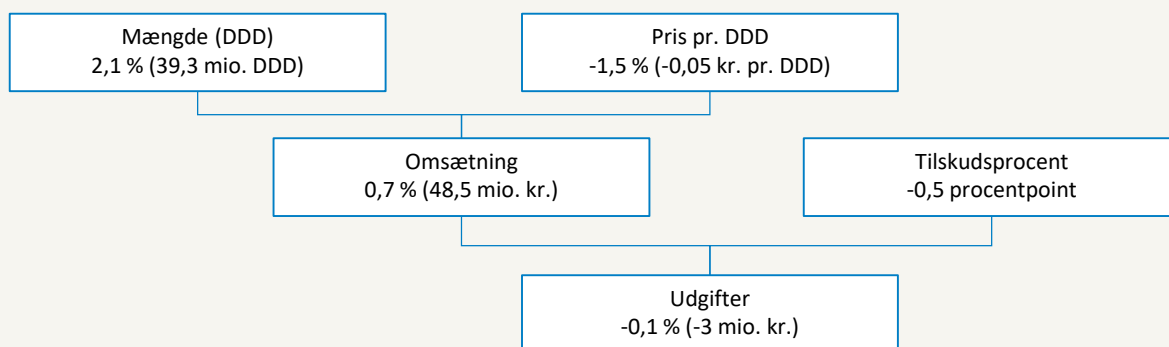 Mængde (DDD)
2,1 % (39,3 mio. DDD)
Pris pr. DDD
-1,5 % (-0,05 kr. pr. DDD)
Omsætning
0,7 % (48,5 mio. kr.)
Tilskudsprocent
-0,5 procentpoint
Udgifter
-0,1 % (-3 mio. kr.)